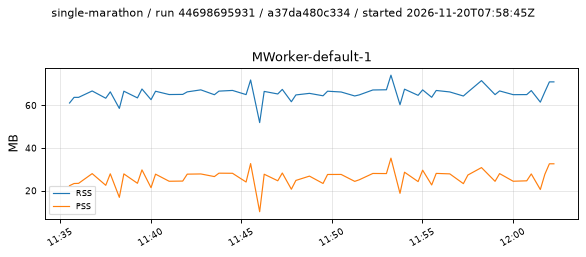 single-marathon / run 44698695931 / a37da480c334 / started 2026-11-20T07:58:45Z
MWorker-default-1
MB
60
40
20
RSS
PSS
11:35
11:40
11:45
11:50
11:55
12:00